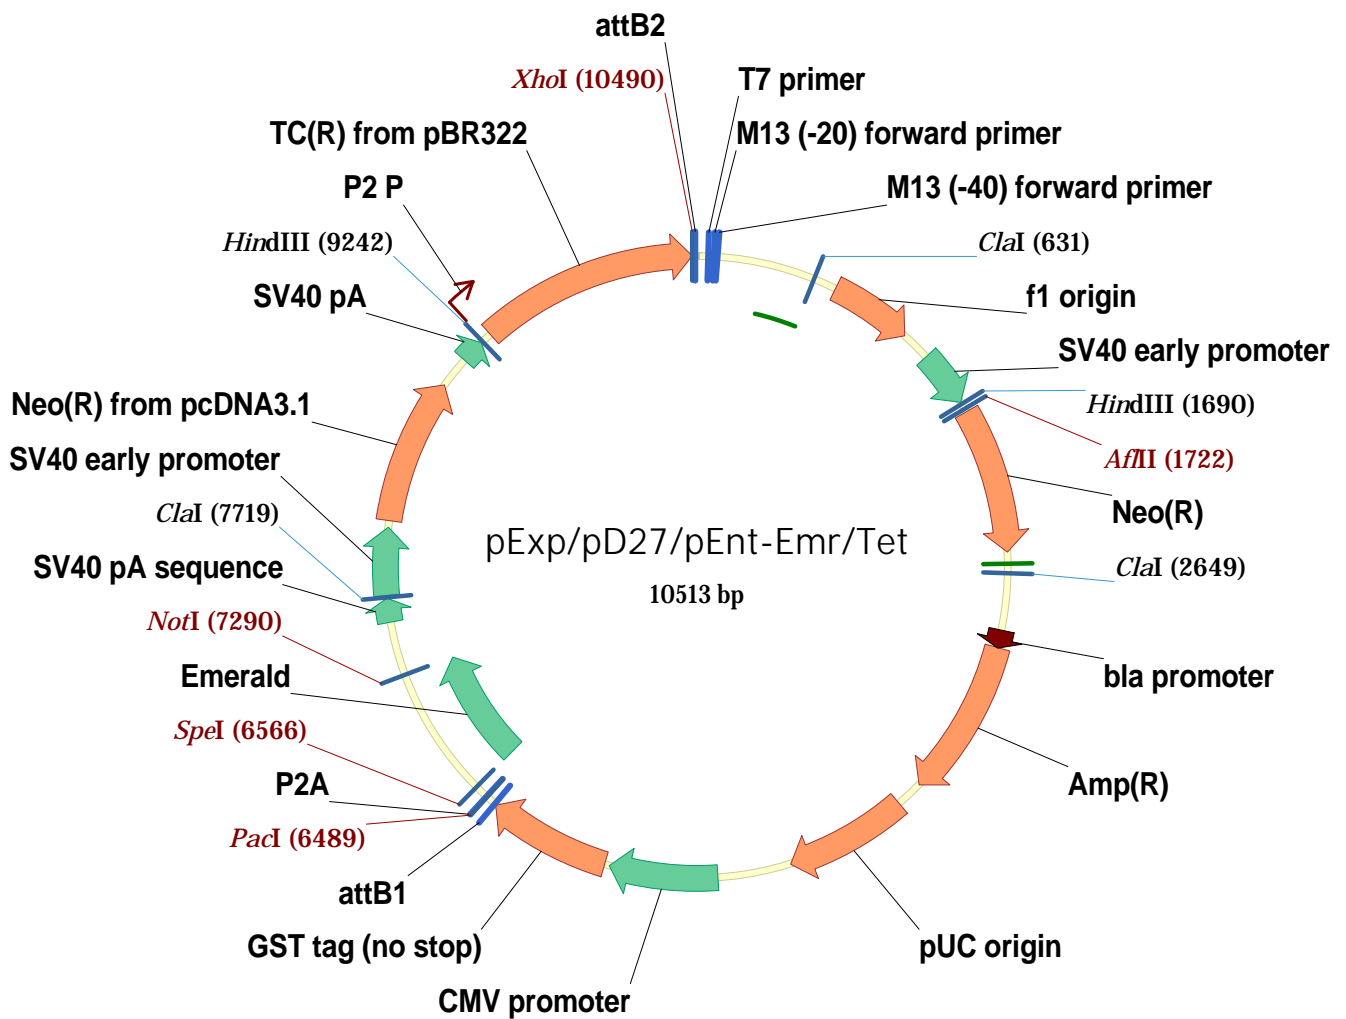 attB2
XhoI (10490)
T7 primer
TC(R) from pBR322
M13 (-20) forward primer
P2 P
M13 (-40) forward primer
HindIII (9242)
ClaI (631)
SV40 pA
f1 origin
SV40 early promoter
Neo(R) from pcDNA3.1
HindIII (1690)
SV40 early promoter
AflII (1722)
ClaI (7719)
Neo(R)
pExp/pD27/pEnt-Emr/Tet
SV40 pA sequence
ClaI (2649)
10513 bp
NotI (7290)
Emerald
bla promoter
SpeI (6566)
P2A
Amp(R)
PacI (6489)
attB1
GST tag (no stop)
pUC origin
CMV promoter